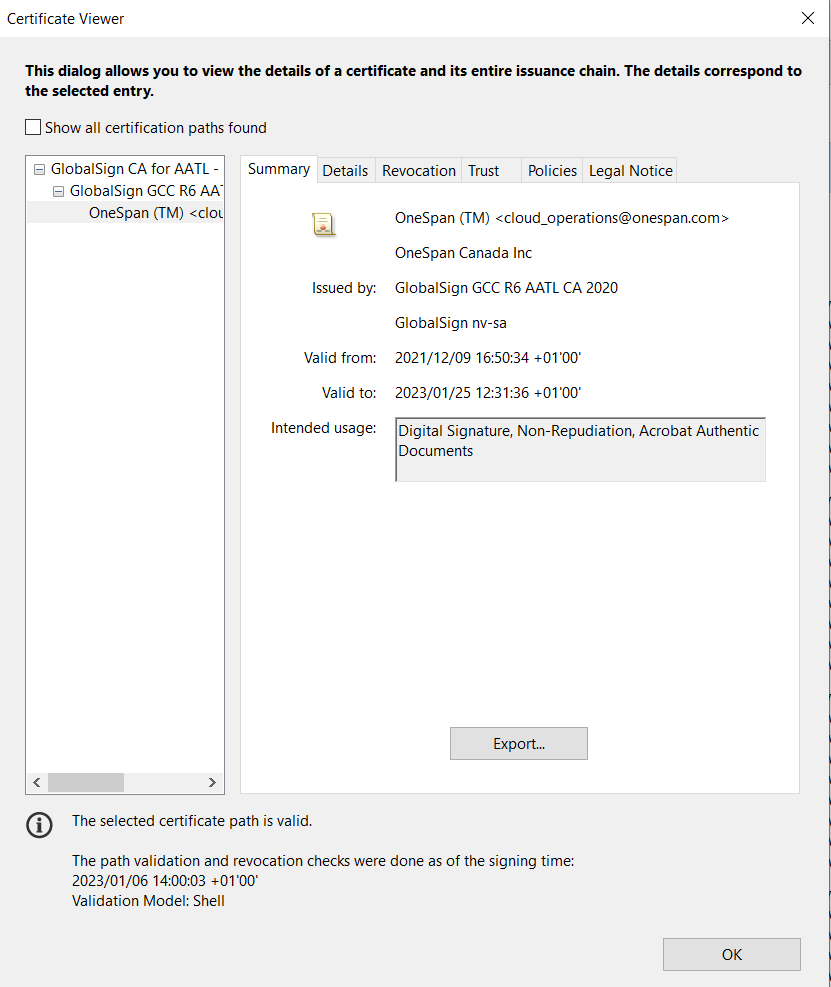 Certificate Viewer
This dialog allows you to view the details of a certificate and its entire issuance chain. The details correspond to
the selected entry.
Show all certification paths found
GlobalSign CA for AATL -
GlobalSign GCC R6 AAT
OneSpan (TM) <clou
Summary Details Revocation Trust Policies Legal Notice
OneSpan (TM) <cloud_operations@onespan.com>
OneSpan Canada Inc
Issued by: GlobalSign GCC R6 AATL CA 2020
GlobalSign nv-sa
Valid from: 2021/12/09 16:50:34 +01'00'
Valid to: 2023/01/25 12:31:36 +01'00'
Intended usage: Digital Signature, Non-Repudiation, Acrobat Authentic
Documents
Export...
The selected certificate path is valid.
The path validation and revocation checks were done as of the signing time:
2023/01/06 14:00:03 +01'00'
Validation Model: Shell
OK